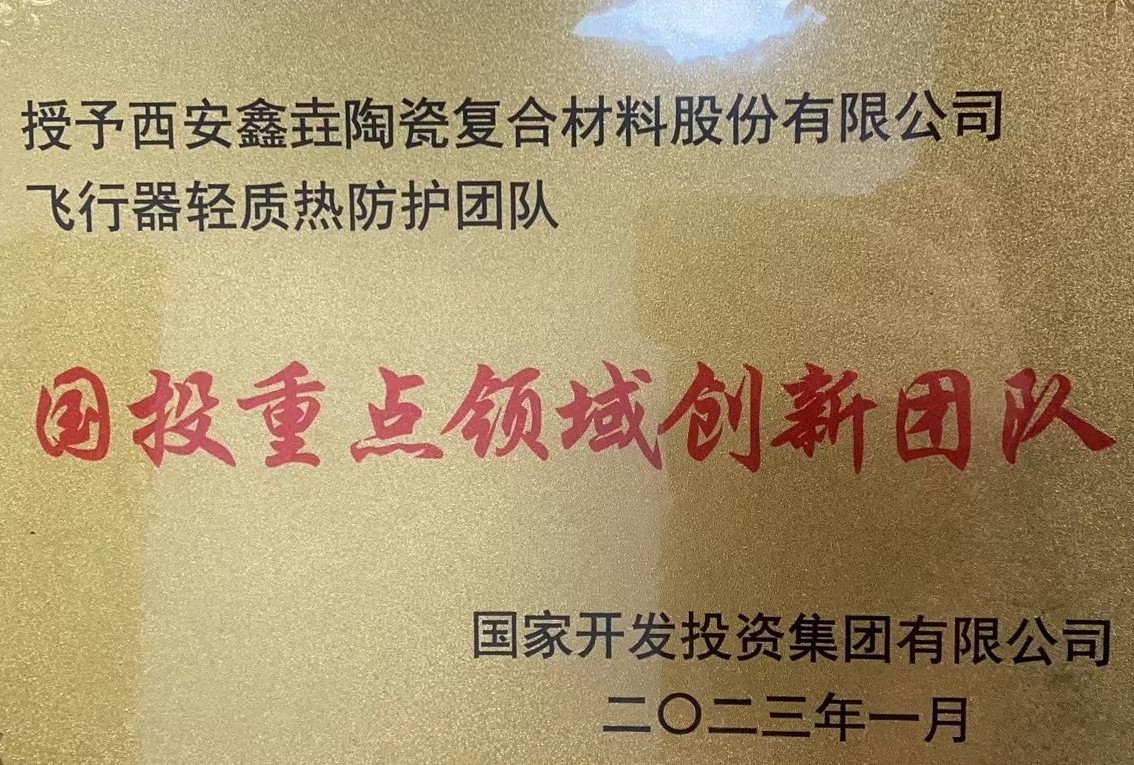 授予西安鑫垚陶瓷复合材料股份有限公司
飞行器轻质热防护团队
国投重点领域创新团队
国家开发投资集团有限公司
二〇二三年一月